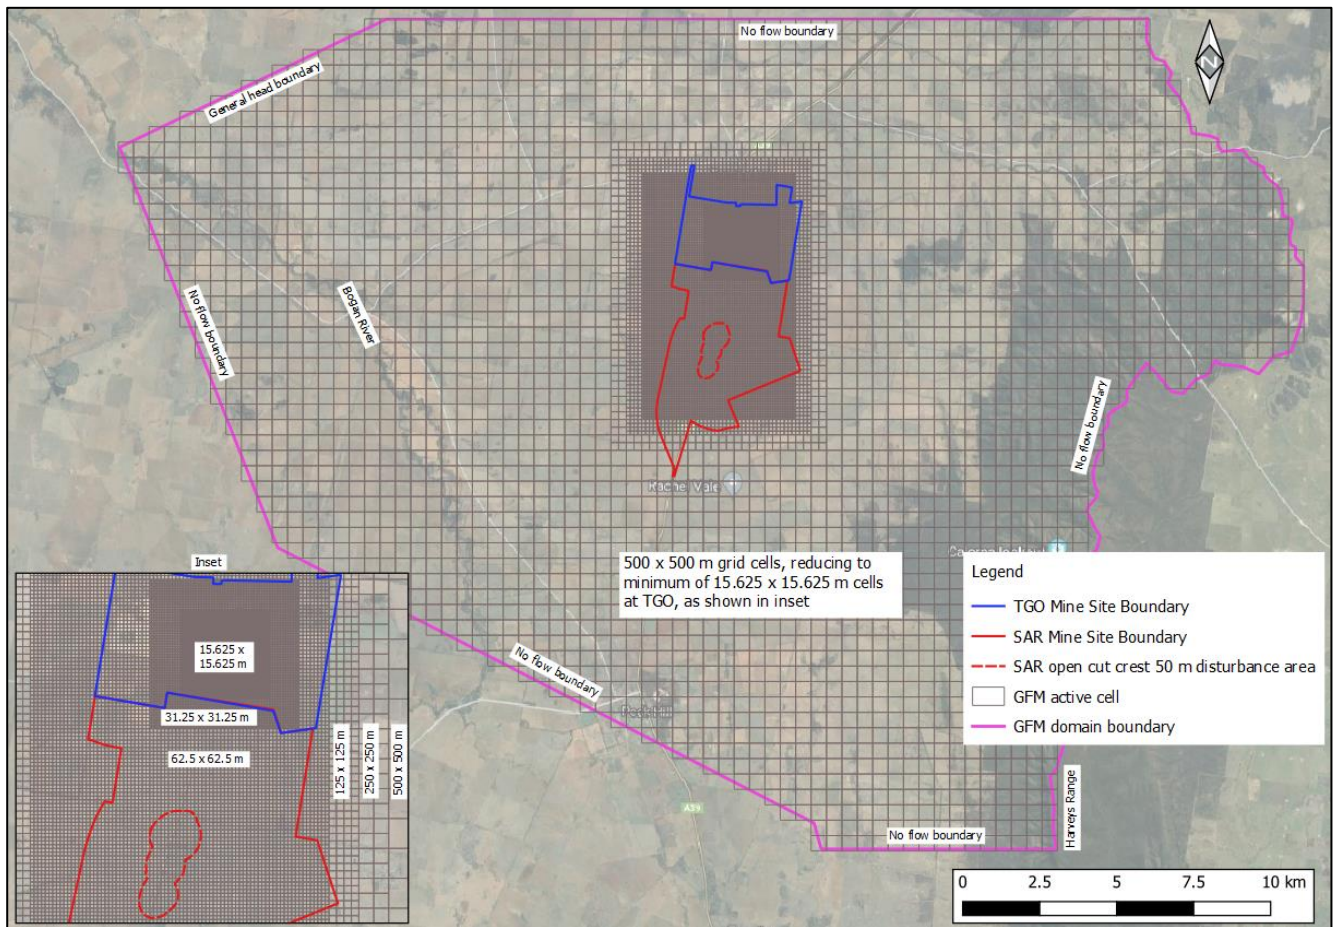 No flow boundary
General head boundary
N
No flow boundary
Bogan River
No flow boundary
Rachel Vale
500 x 500 m grid cells, reducing to
minimum of 15.625 x 15.625 m cells
at TGO, as shown in inset
Inset
15.625 x
15.625 m
31.25 x 31.25 m
62.5 x 62.5 m
125 x 125 m
250 x 250 m
500 x 500 m
No flow boundary
Peak Hill
A39
No flow boundary
Harveys Range
Legend
TGO Mine Site Boundary
SAR Mine Site Boundary
SAR open cut crest 50 m disturbance area
GFM active cell
GFM domain boundary
0 2.5 5 7.5 10 km